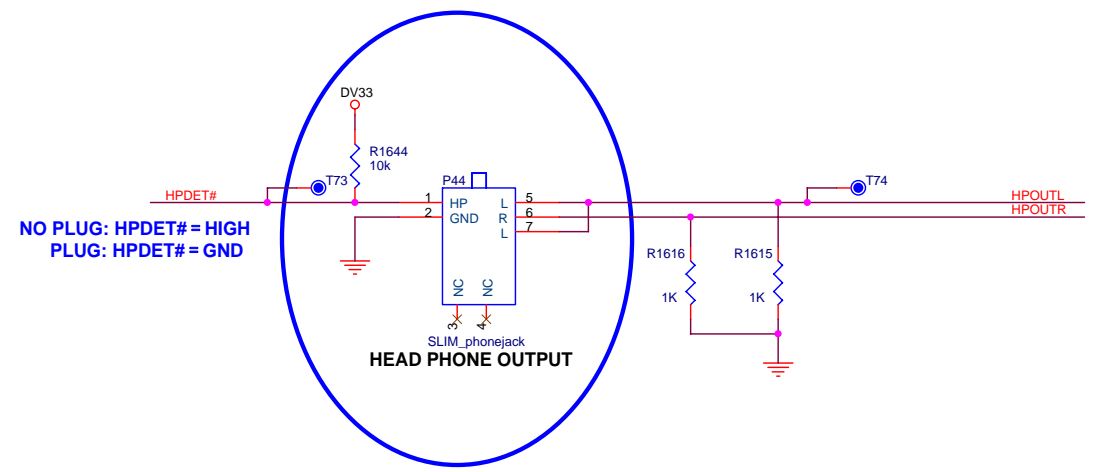 DV33
R1644
10k
T73
P44
T74
HPDET#
1 HP L 5
HPOUTL
2 GND R 6
HPOUTR
L 7
NO PLUG: HPDET# = HIGH
PLUG: HPDET# = GND
R1616
R1615
1K
1K
NC NC
3 4
SLIM_phonejack
HEAD PHONE OUTPUT